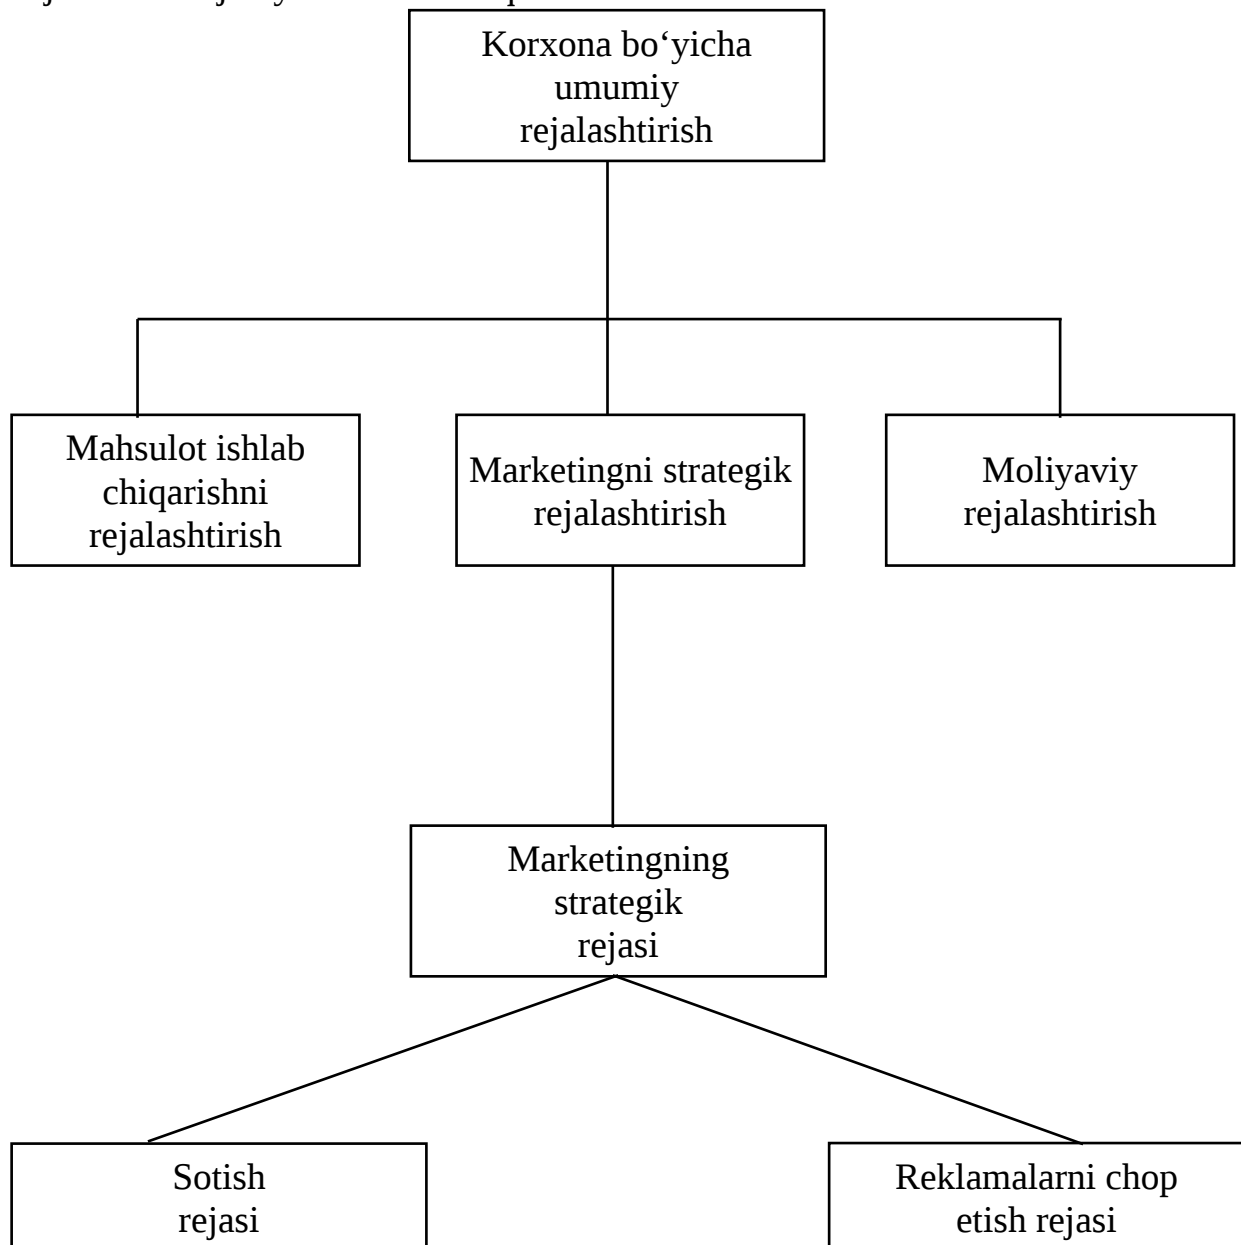 Korxona bo‘yicha
umumiy
rejalashtirish
Mahsulot ishlab
chiqarishni
rejalashtirish
Marketingni strategik
rejalashtirish
Moliyaviy
rejalashtirish
Marketingning
strategik
rejasi
Sotish
rejasi
Reklamalarni chop
etish rejasi